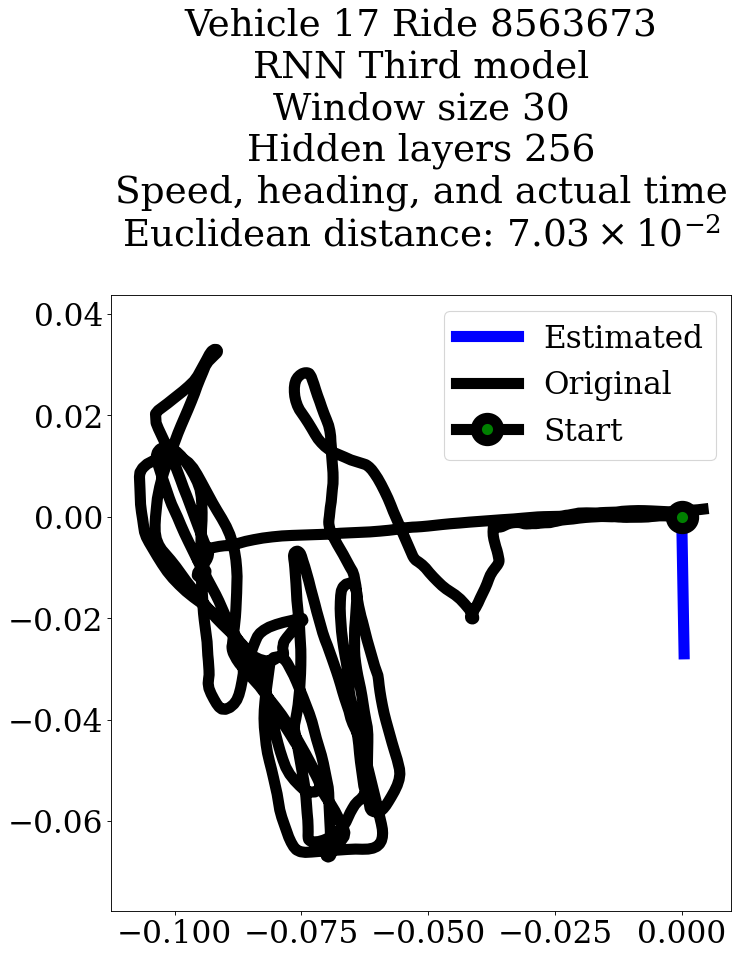 Vehicle 17 Ride 8563673
RNN Third model
Window size 30
Hidden layers 256
Speed, heading, and actual time
Euclidean distance: 7.03 × 10⁻²
0.04
0.02
0.00
−0.02
−0.04
−0.06
Estimated
Original
Start
−0.100 −0.075 −0.050 −0.025 0.000